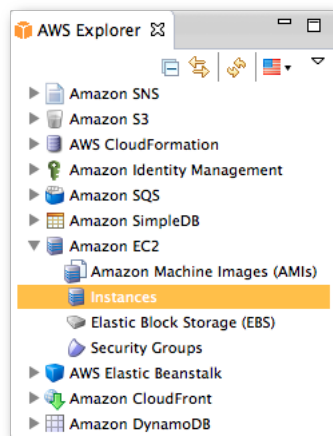 AWS Explorer
Amazon SNS
Amazon S3
AWS CloudFormation
Amazon Identity Management
Amazon SQS
Amazon SimpleDB
Amazon EC2
Amazon Machine Images (AMIs)
Instances
Elastic Block Storage (EBS)
Security Groups
AWS Elastic Beanstalk
Amazon CloudFront
Amazon DynamoDB